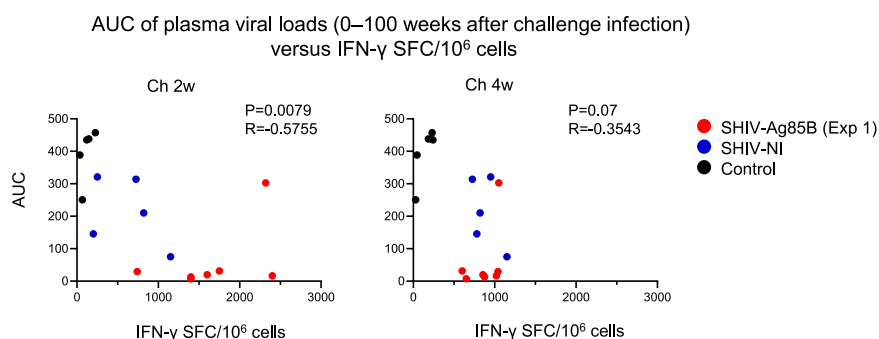 AUC of plasma viral loads (0–100 weeks after challenge infection)
versus IFN-γ SFC/10⁶ cells
Ch 2w
P=0.0079
R=-0.5755
AUC
500
400
300
200
100
0
0 1000 2000 3000
IFN-γ SFC/10⁶ cells
Ch 4w
P=0.07
R=-0.3543
500
400
300
200
100
0
0 1000 2000 3000
IFN-γ SFC/10⁶ cells
SHIV-Ag85B (Exp 1)
SHIV-NI
Control